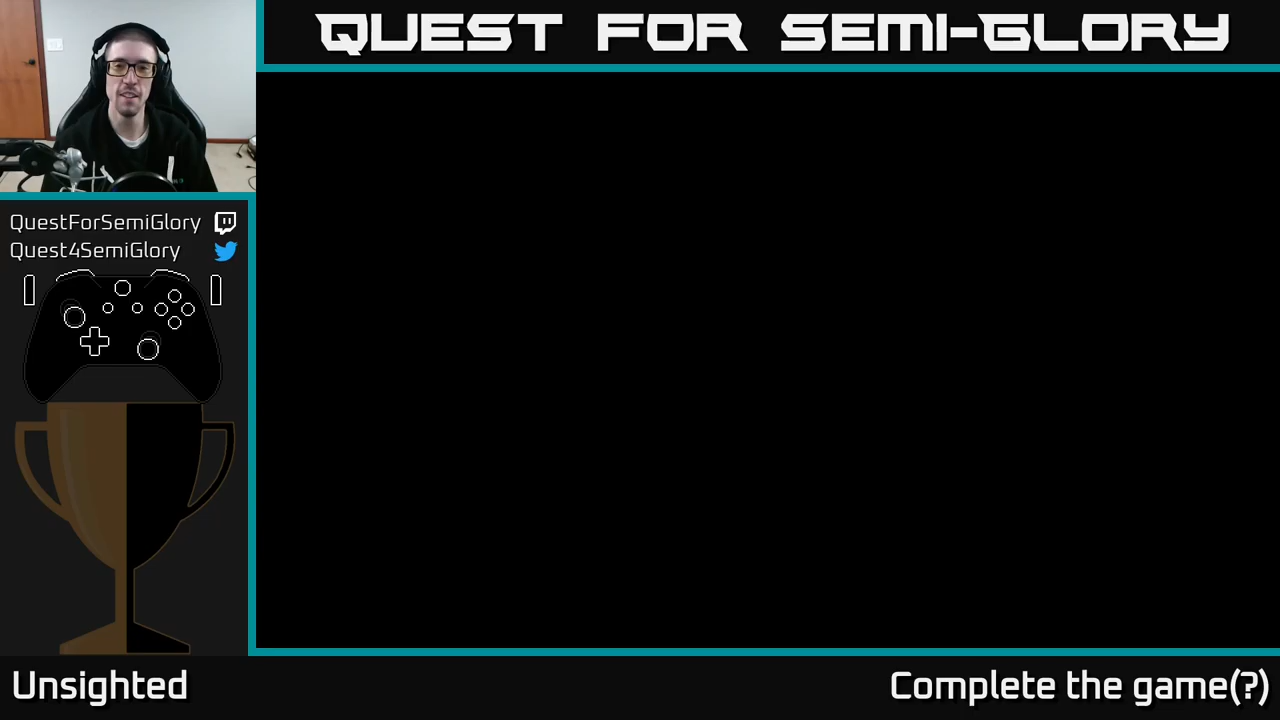 QUEST FOR SEMI-GLORY
QuestForSemiGlory
Quest4SemiGlory
Unsighted
Complete the game(?)